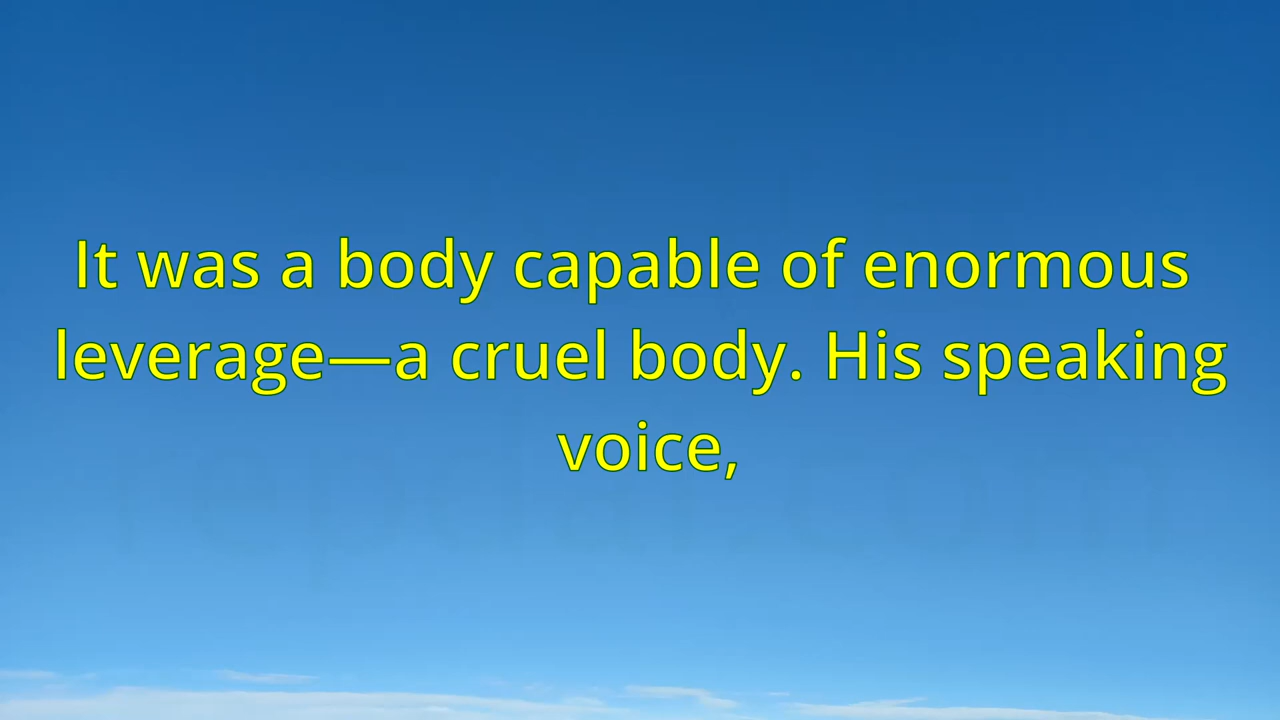 It was a body capable of enormous
leverage—a cruel body. His speaking
voice,